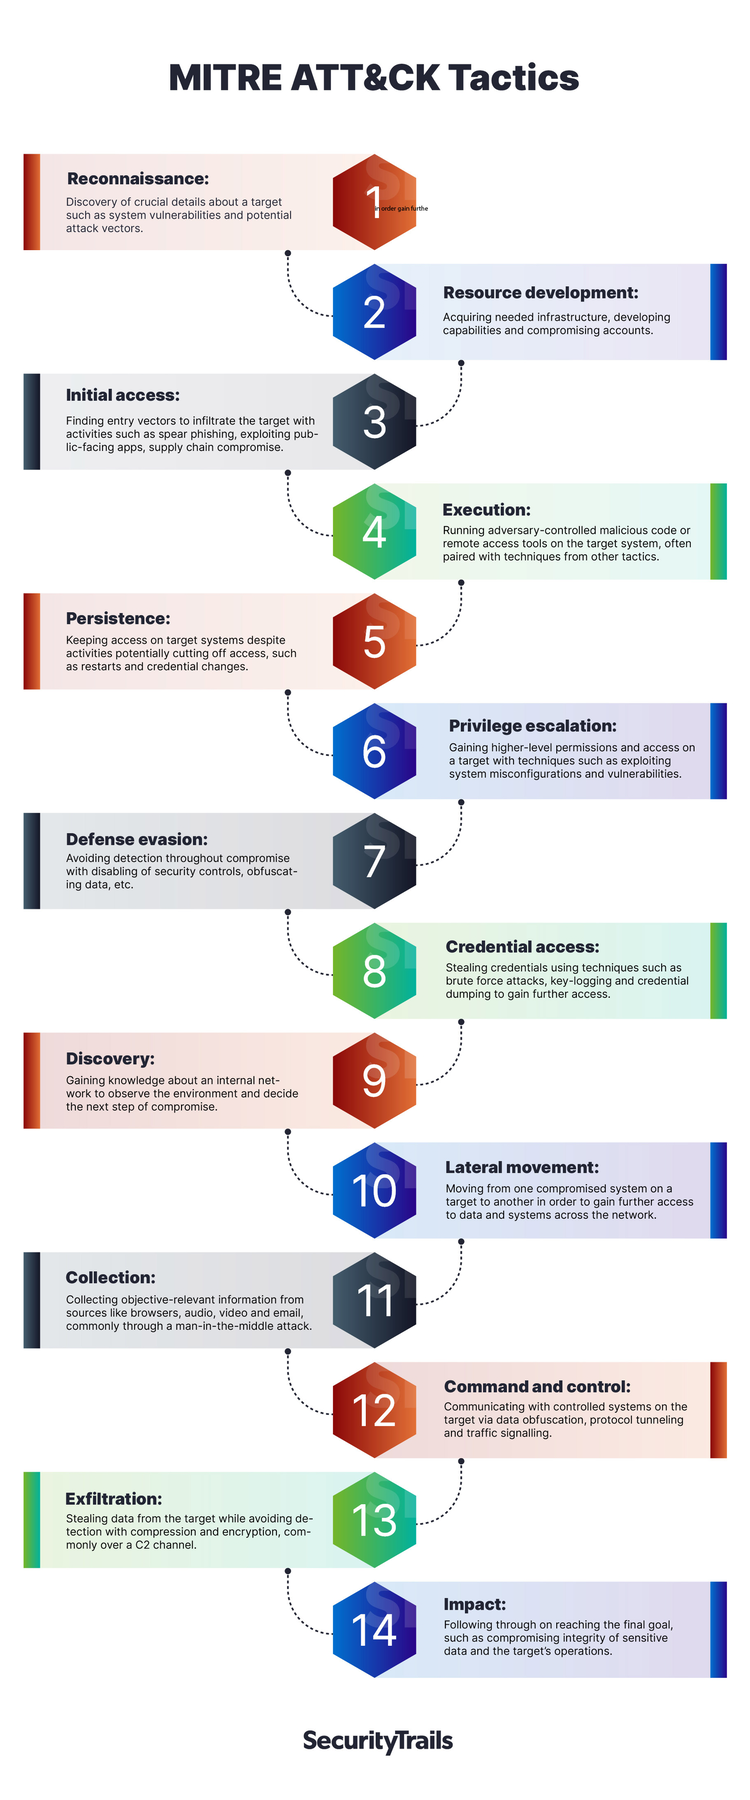 MITRE ATT&CK Tactics
Reconnaissance:
Discovery of crucial details about a target
such as system vulnerabilities and potential
attack vectors.
1
in order gain furthe
2
Resource development:
Acquiring needed infrastructure, developing
capabilities and compromising accounts.
Initial access:
Finding entry vectors to infiltrate the target with
activities such as spear phishing, exploiting pub-
lic-facing apps, supply chain compromise.
3
4
Execution:
Running adversary-controlled malicious code or
remote access tools on the target system, often
paired with techniques from other tactics.
Persistence:
Keeping access on target systems despite
activities potentially cutting off access, such
as restarts and credential changes.
5
6
Privilege escalation:
Gaining higher-level permissions and access on
a target with techniques such as exploiting
system misconfigurations and vulnerabilities.
Defense evasion:
Avoiding detection throughout compromise
with disabling of security controls, obfuscat-
ing data, etc.
7
8
Credential access:
Stealing credentials using techniques such as
brute force attacks, key-logging and credential
dumping to gain further access.
Discovery:
Gaining knowledge about an internal net-
work to observe the environment and decide
the next step of compromise.
9
10
Lateral movement:
Moving from one compromised system on a
target to another in order to gain further access
to data and systems across the network.
Collection:
Collecting objective-relevant information from
sources like browsers, audio, video and email,
commonly through a man-in-the-middle attack.
11
12
Command and control:
Communicating with controlled systems on the
target via data obfuscation, protocol tunneling
and traffic signalling.
Exfiltration:
Stealing data from the target while avoiding de-
tection with compression and encryption, com-
monly over a C2 channel.
13
14
Impact:
Following through on reaching the final goal,
such as compromising integrity of sensitive
data and the target's operations.
SecurityTrails